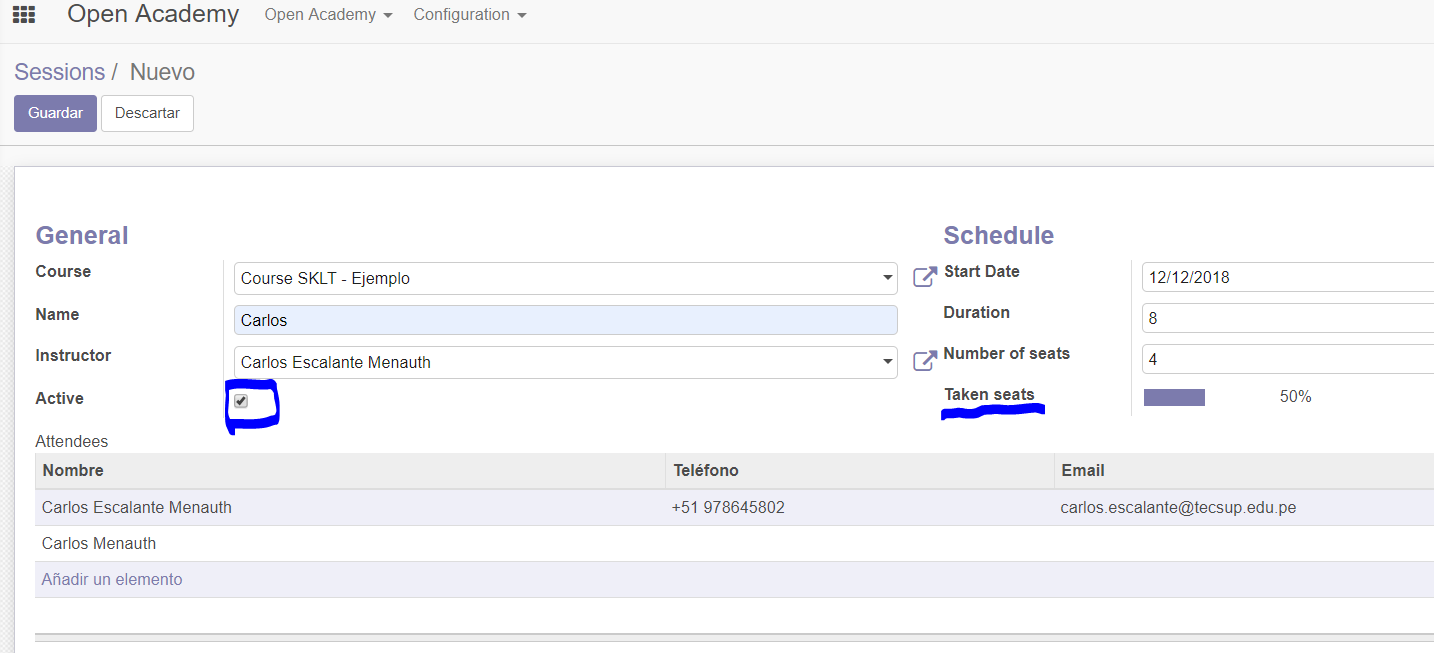 Open Academy Open Academy Configuration
Sessions / Nuevo
Guardar Descartar
General
Course Course SKLT - Ejemplo
Name Carlos
Instructor Carlos Escalante Menauth
Active
Schedule
Start Date 12/12/2018
Duration 8
Number of seats 4
Taken seats 50%
Attendees
Nombre Teléfono Email
Carlos Escalante Menauth +51 978645802 carlos.escalante@tecsup.edu.pe
Carlos Menauth
Añadir un elemento